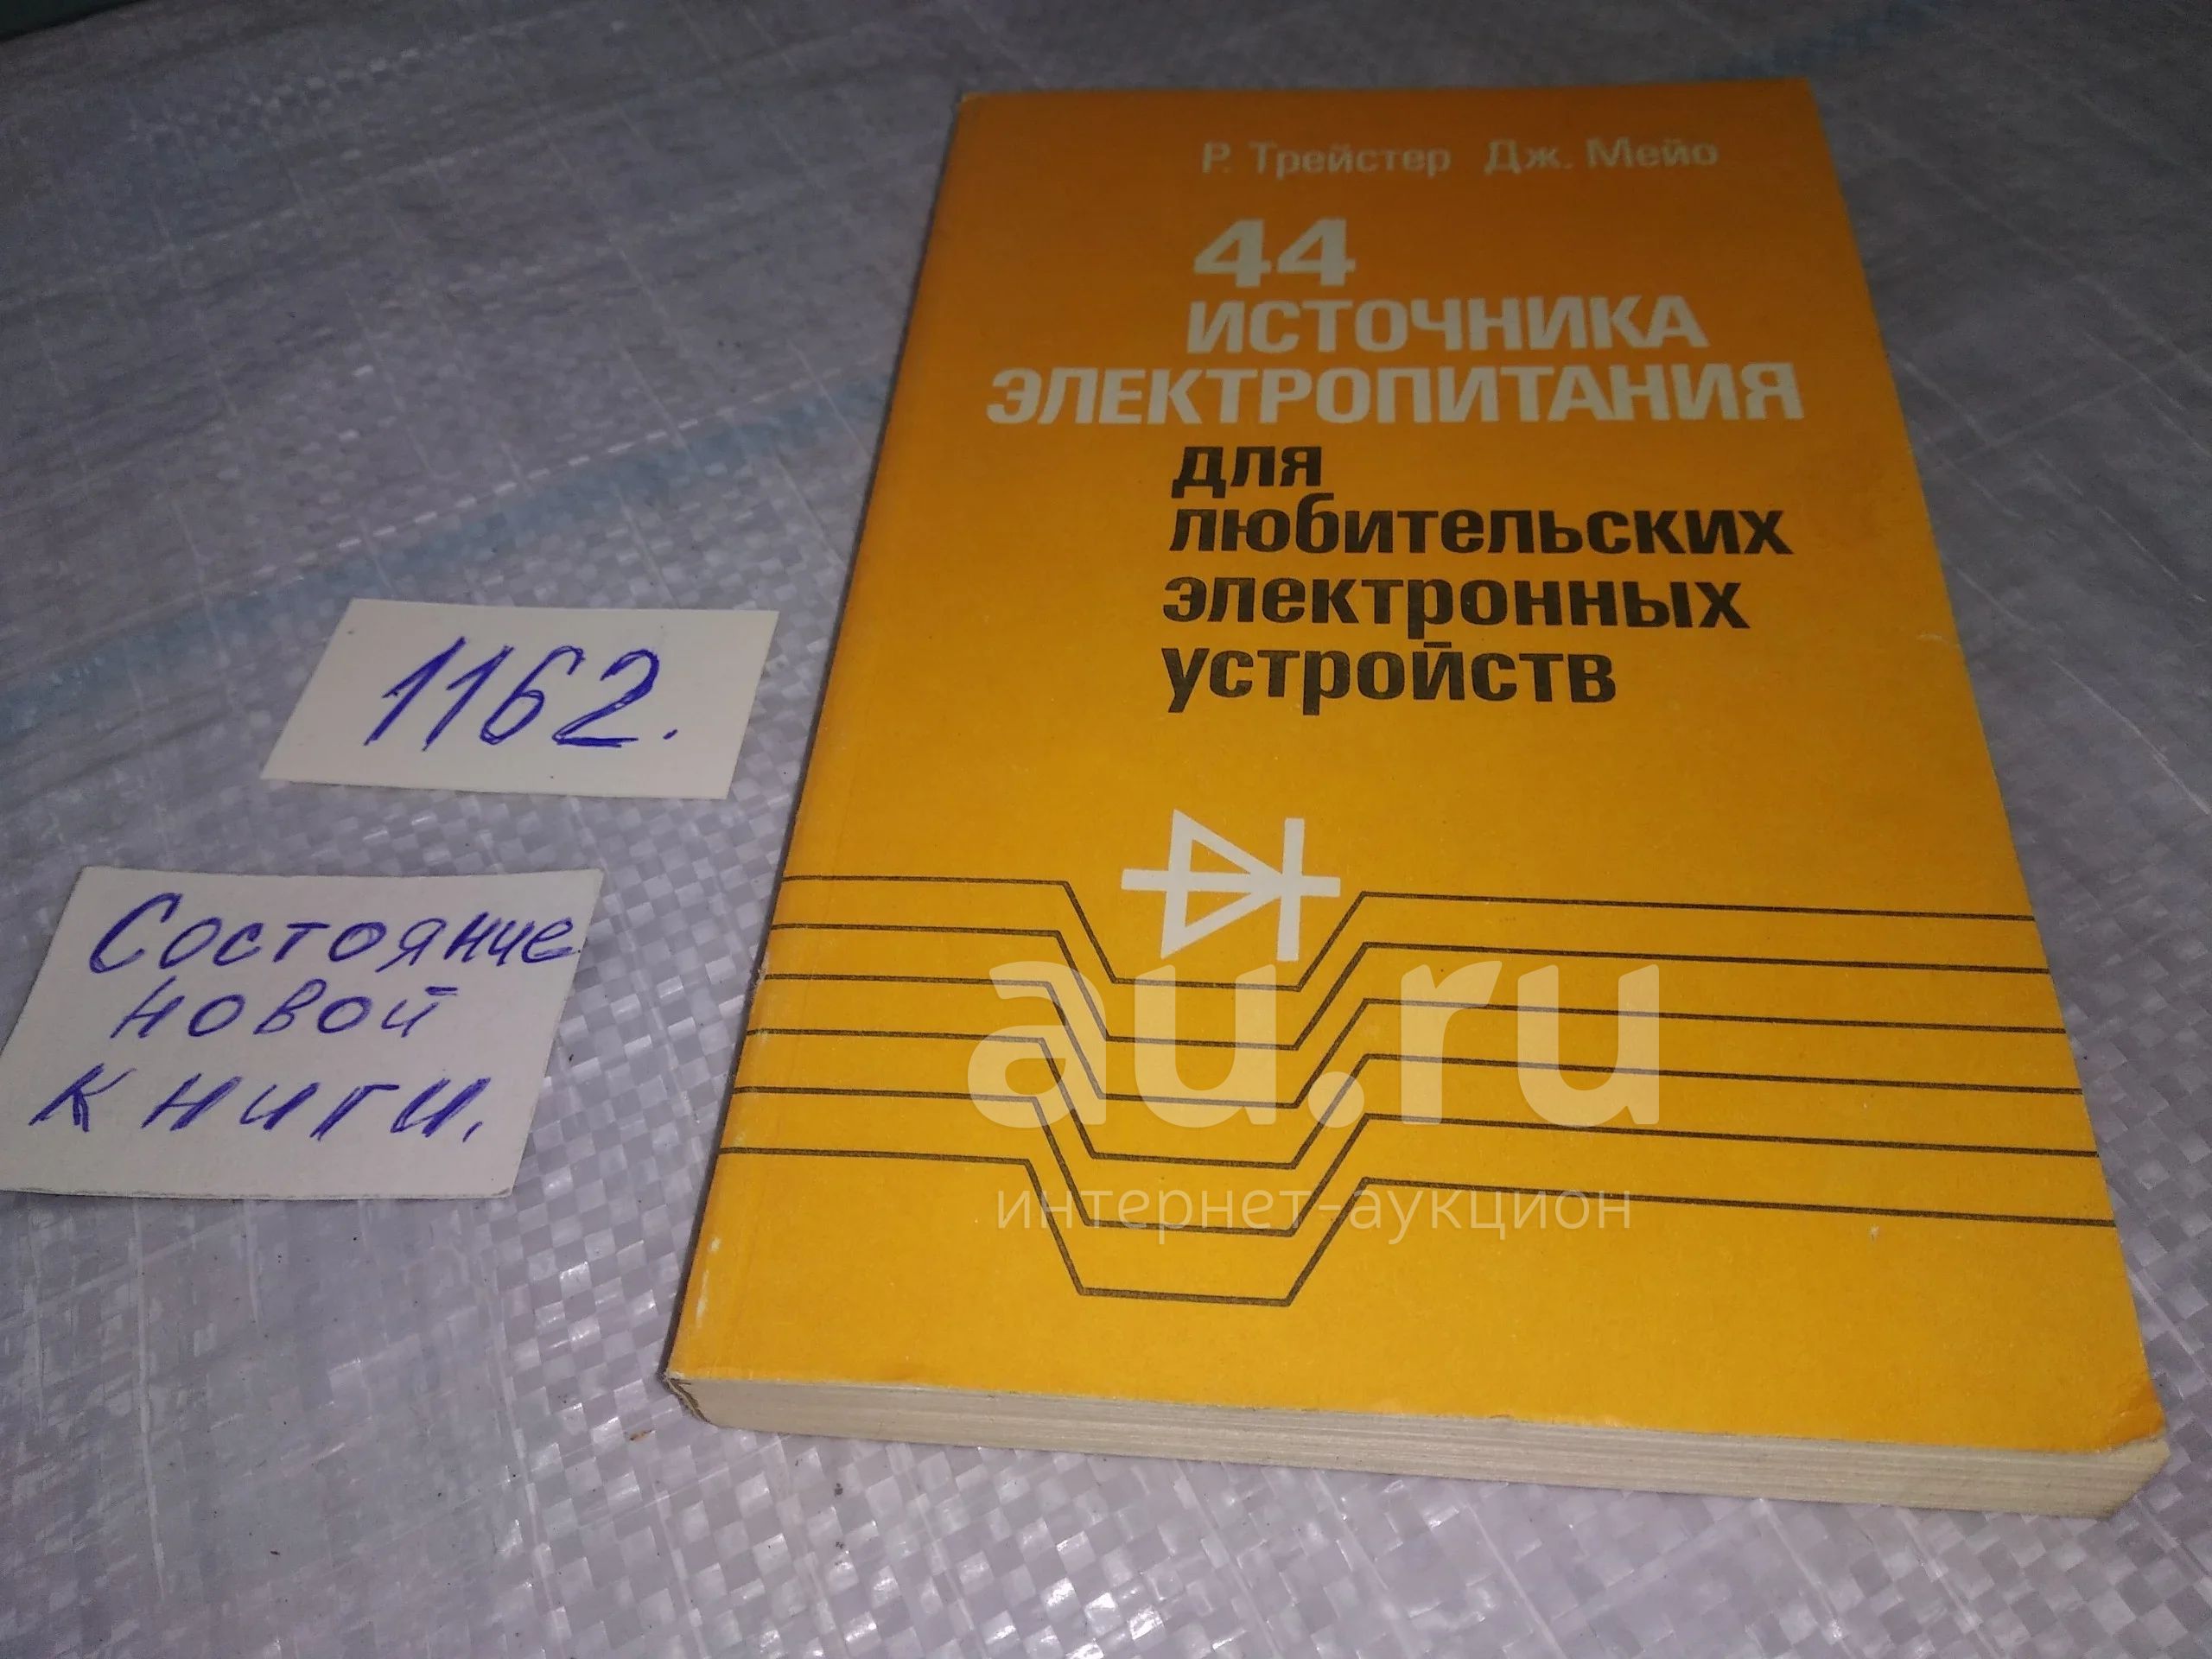 Р. Трейстер Дж. Мейо
44
ИСТОЧНИКА
ЭЛЕКТРОПИТАНИЯ
для
любительских
электронных
устройств
1162.
Состояние
новой
книги.
au.ru
интернет-аукцион